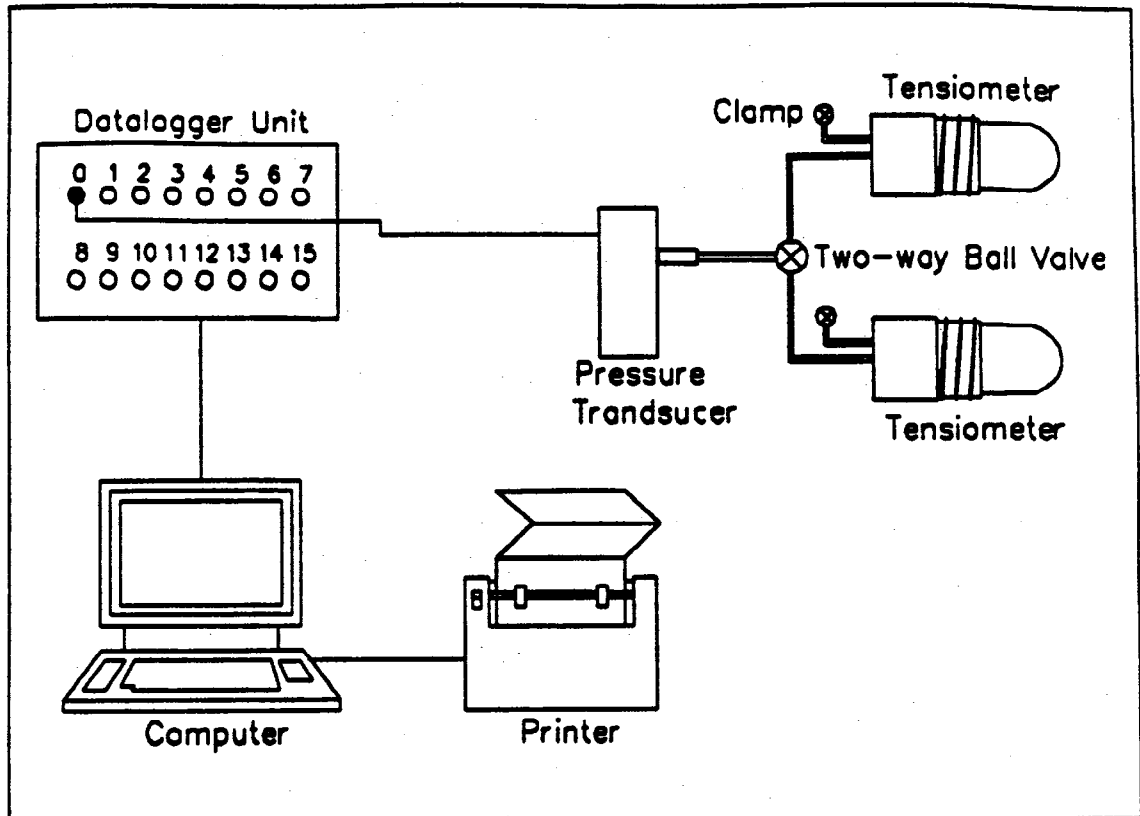 Tensiometer
Clamp
Datalogger Unit
0 1 2 3 4 5 6 7
8 9 10 11 12 13 14 15
Two-way Ball Valve
Pressure
Trandsucer
Tensiometer
Computer
Printer